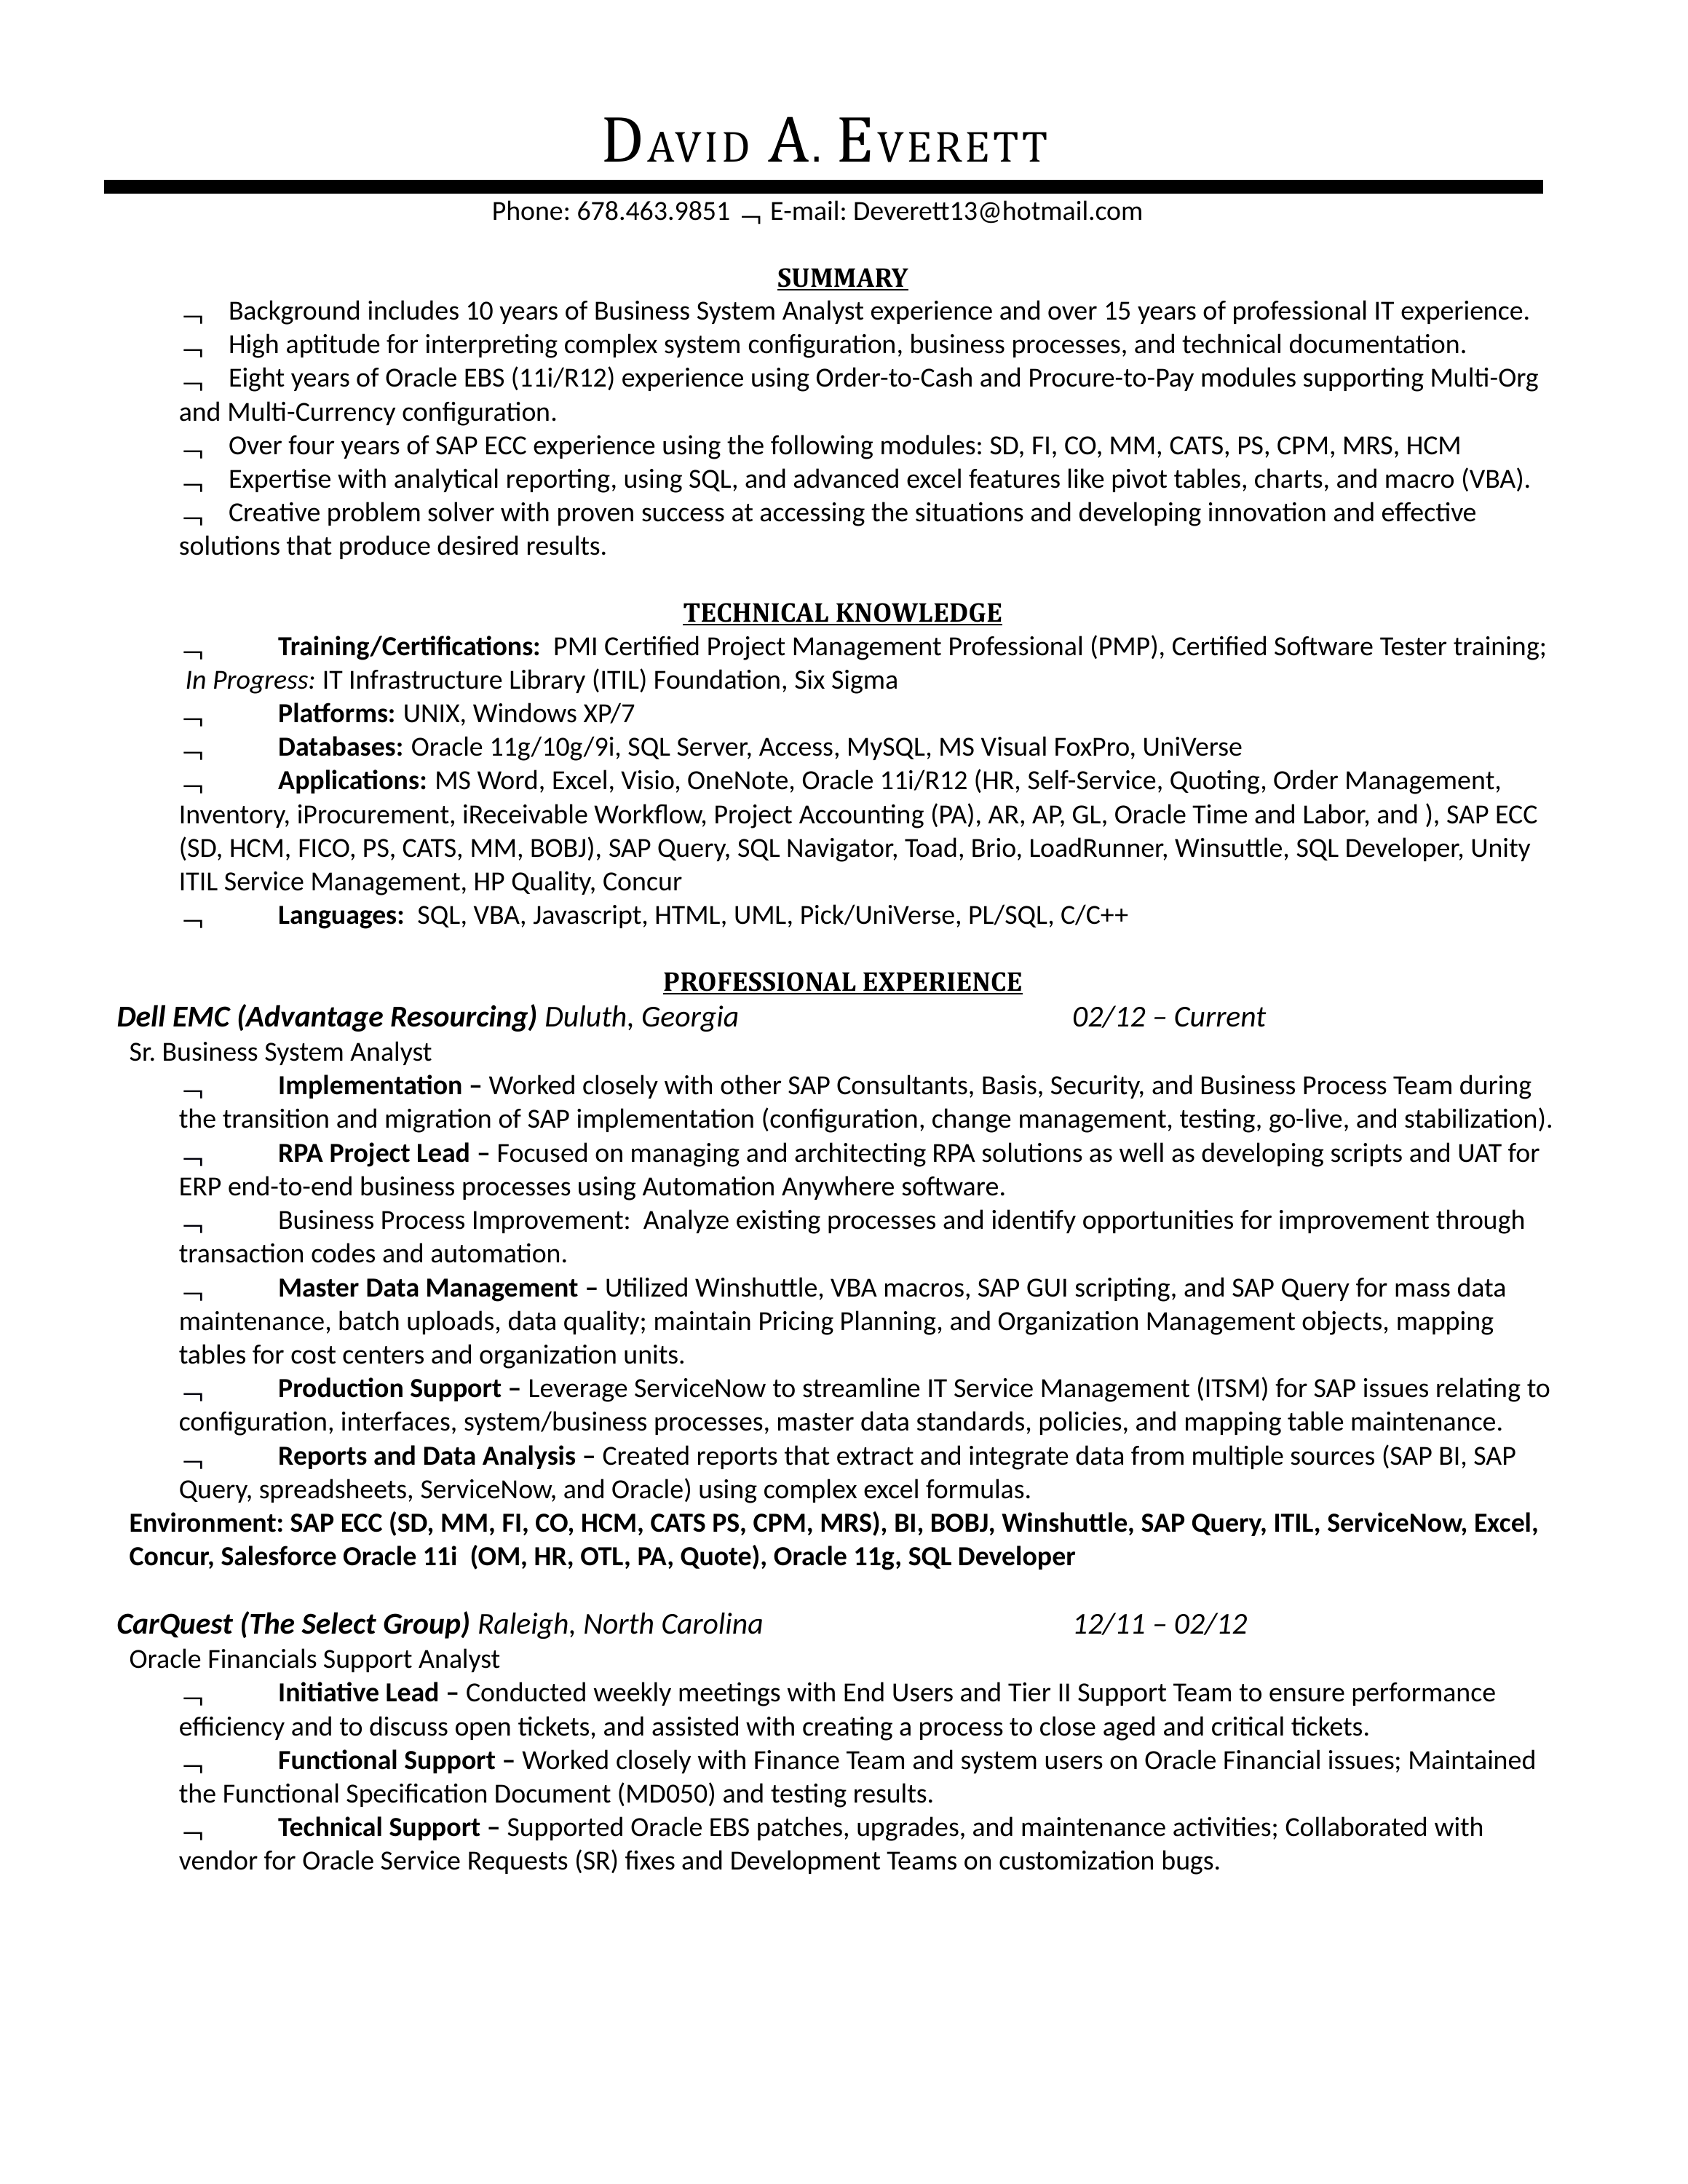 David A. Everett
Phone: 678.463.9851 ¬ E-mail: Deverett13@hotmail.com
SUMMARY
¬ Background includes 10 years of Business System Analyst experience and over 15 years of professional IT experience.
¬ High aptitude for interpreting complex system configuration, business processes, and technical documentation.
¬ Eight years of Oracle EBS (11i/R12) experience using Order-to-Cash and Procure-to-Pay modules supporting Multi-Org
and Multi-Currency configuration.
¬ Over four years of SAP ECC experience using the following modules: SD, FI, CO, MM, CATS, PS, CPM, MRS, HCM
¬ Expertise with analytical reporting, using SQL, and advanced excel features like pivot tables, charts, and macro (VBA).
¬ Creative problem solver with proven success at accessing the situations and developing innovation and effective
solutions that produce desired results.
TECHNICAL KNOWLEDGE
¬ Training/Certifications: PMI Certified Project Management Professional (PMP), Certified Software Tester training;
In Progress: IT Infrastructure Library (ITIL) Foundation, Six Sigma
¬ Platforms: UNIX, Windows XP/7
¬ Databases: Oracle 11g/10g/9i, SQL Server, Access, MySQL, MS Visual FoxPro, UniVerse
¬ Applications: MS Word, Excel, Visio, OneNote, Oracle 11i/R12 (HR, Self-Service, Quoting, Order Management,
Inventory, iProcurement, iReceivable Workflow, Project Accounting (PA), AR, AP, GL, Oracle Time and Labor, and ), SAP ECC
(SD, HCM, FICO, PS, CATS, MM, BOBJ), SAP Query, SQL Navigator, Toad, Brio, LoadRunner, Winsuttle, SQL Developer, Unity
ITIL Service Management, HP Quality, Concur
¬ Languages: SQL, VBA, Javascript, HTML, UML, Pick/UniVerse, PL/SQL, C/C++
PROFESSIONAL EXPERIENCE
Dell EMC (Advantage Resourcing) Duluth, Georgia 02/12 – Current
Sr. Business System Analyst
¬ Implementation – Worked closely with other SAP Consultants, Basis, Security, and Business Process Team during
the transition and migration of SAP implementation (configuration, change management, testing, go-live, and stabilization).
¬ RPA Project Lead – Focused on managing and architecting RPA solutions as well as developing scripts and UAT for
ERP end-to-end business processes using Automation Anywhere software.
¬ Business Process Improvement: Analyze existing processes and identify opportunities for improvement through
transaction codes and automation.
¬ Master Data Management – Utilized Winshuttle, VBA macros, SAP GUI scripting, and SAP Query for mass data
maintenance, batch uploads, data quality; maintain Pricing Planning, and Organization Management objects, mapping
tables for cost centers and organization units.
¬ Production Support – Leverage ServiceNow to streamline IT Service Management (ITSM) for SAP issues relating to
configuration, interfaces, system/business processes, master data standards, policies, and mapping table maintenance.
¬ Reports and Data Analysis – Created reports that extract and integrate data from multiple sources (SAP BI, SAP
Query, spreadsheets, ServiceNow, and Oracle) using complex excel formulas.
Environment: SAP ECC (SD, MM, FI, CO, HCM, CATS PS, CPM, MRS), BI, BOBJ, Winshuttle, SAP Query, ITIL, ServiceNow, Excel,
Concur, Salesforce Oracle 11i (OM, HR, OTL, PA, Quote), Oracle 11g, SQL Developer
CarQuest (The Select Group) Raleigh, North Carolina 12/11 – 02/12
Oracle Financials Support Analyst
¬ Initiative Lead – Conducted weekly meetings with End Users and Tier II Support Team to ensure performance
efficiency and to discuss open tickets, and assisted with creating a process to close aged and critical tickets.
¬ Functional Support – Worked closely with Finance Team and system users on Oracle Financial issues; Maintained
the Functional Specification Document (MD050) and testing results.
¬ Technical Support – Supported Oracle EBS patches, upgrades, and maintenance activities; Collaborated with
vendor for Oracle Service Requests (SR) fixes and Development Teams on customization bugs.